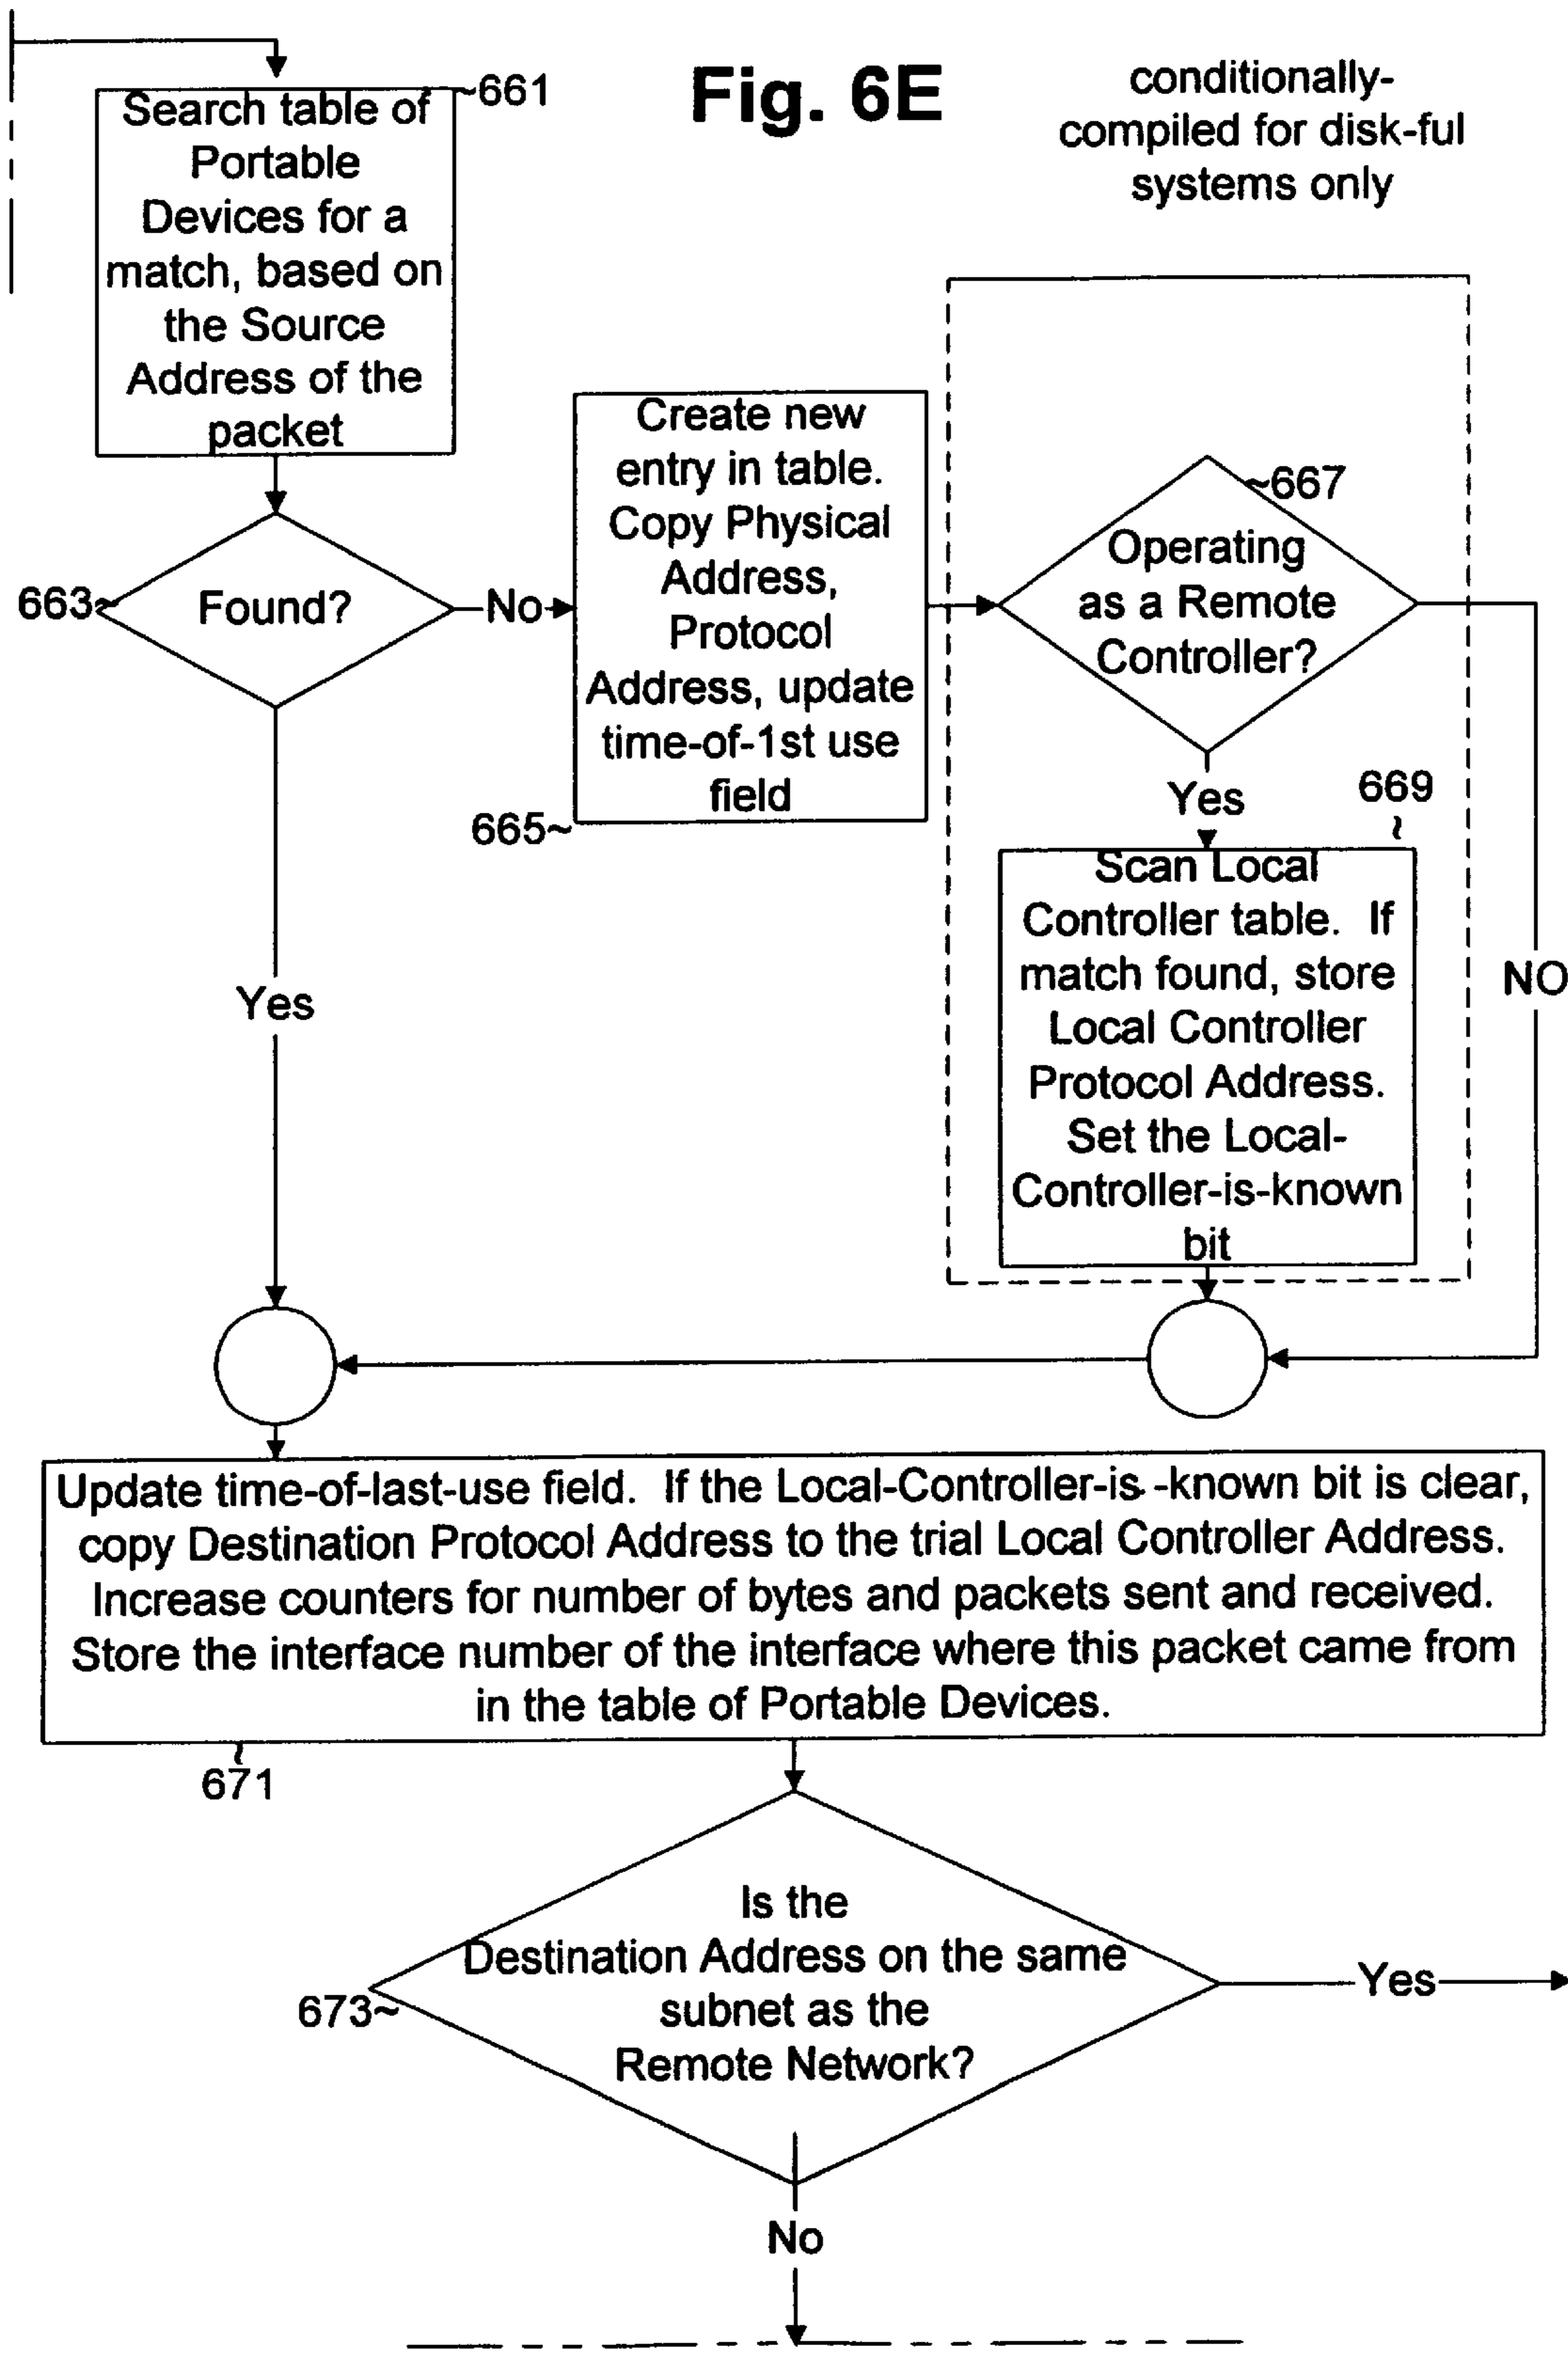 Fig. 6E
conditionally-
compiled for disk-ful
systems only
~661
Search table of
Portable
Devices for a
match, based on
the Source
Address of the
packet
663~
Found?
No
Create new
entry in table.
Copy Physical
Address,
Protocol
Address, update
time-of-1st use
field
665~
~667
Operating
as a Remote
Controller?
Yes
669
~
Scan Local
Controller table. If
match found, store
Local Controller
Protocol Address.
Set the Local-
Controller-is-known
bit
NO
Yes
Update time-of-last-use field. If the Local-Controller-is--known bit is clear,
copy Destination Protocol Address to the trial Local Controller Address.
Increase counters for number of bytes and packets sent and received.
Store the interface number of the interface where this packet came from
in the table of Portable Devices.
~
671
Is the
Destination Address on the same
subnet as the
Remote Network?
673~
Yes
No